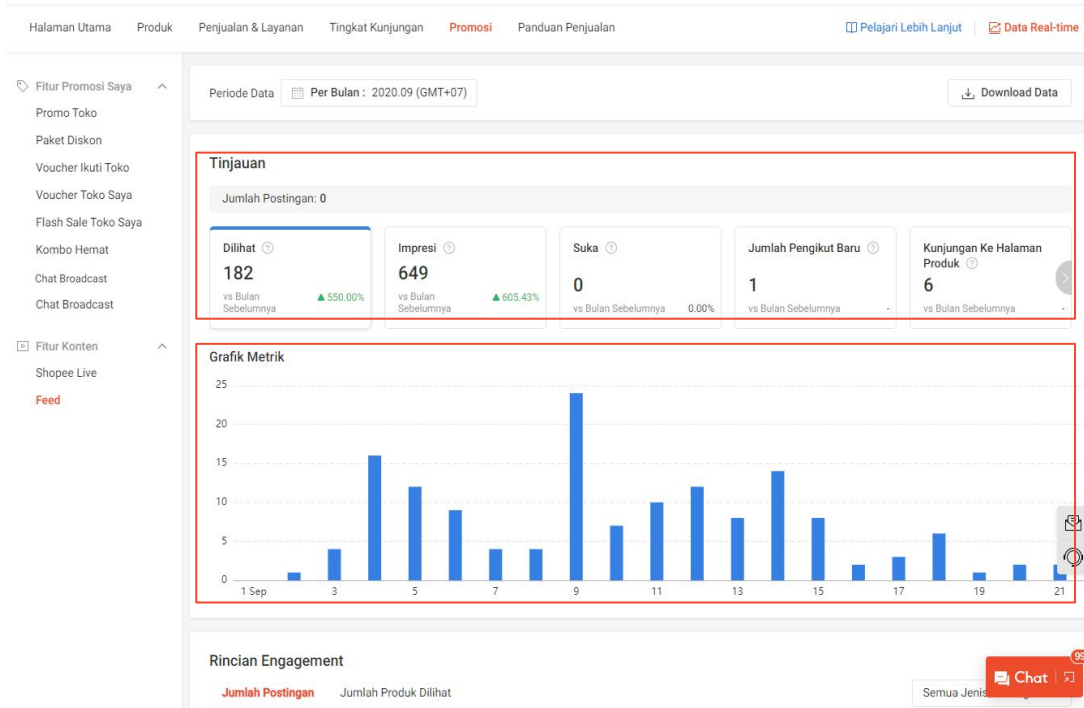 Halaman Utama Produk Penjualan & Layanan Tingkat Kunjungan Promosi Panduan Penjualan Pelajari Lebih Lanjut Data Real-time
Fitur Promosi Saya
Promo Toko
Paket Diskon
Voucher Ikuti Toko
Voucher Toko Saya
Flash Sale Toko Saya
Kombo Hemat
Chat Broadcast
Chat Broadcast
Fitur Konten
Shopee Live
Feed
Periode Data Per Bulan : 2020.09 (GMT+07) Download Data
Tinjauan
Jumlah Postingan: 0
Dilihat ?
182
vs Bulan
Sebelumnya
▲ 550.00%
Impresi ?
649
vs Bulan
Sebelumnya
▲ 605.43%
Suka ?
0
vs Bulan Sebelumnya 0.00%
Jumlah Pengikut Baru ?
1
vs Bulan Sebelumnya -
Kunjungan Ke Halaman
Produk ?
6
vs Bulan Sebelumnya -
Grafik Metrik
25
20
15
10
5
0
1 Sep 3 5 7 9 11 13 15 17 19 21
Rincian Engagement
Jumlah Postingan Jumlah Produk Dilihat
Semua Jenis
Chat
99